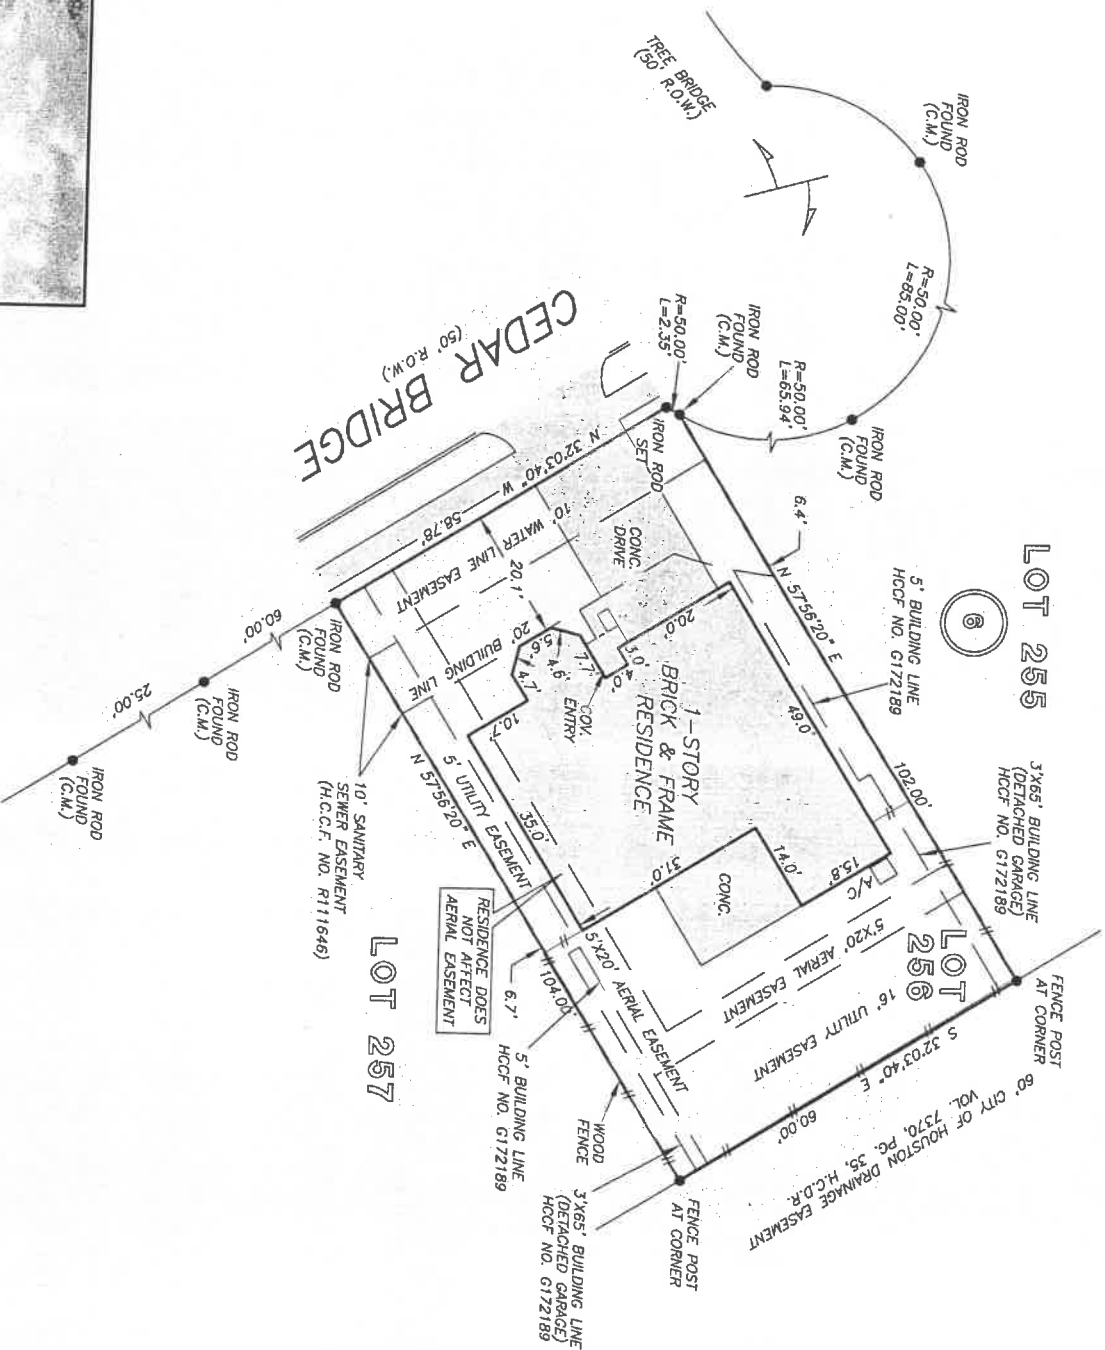 TREE BRIDGE
(50' R.O.W.)
IRON ROD
FOUND
(C.M.)
R=50.00'
L=85.00'
IRON ROD
FOUND
(C.M.)
R=50.00'
L=65.94'
IRON ROD
FOUND
(C.M.)
R=50.00'
L=2.35'
CEDAR BRIDGE
(50' R.O.W.)
IRON ROD
SET
N 32°03'40" W
58.78'
10' WATER LINE EASEMENT
20' BUILDING LINE
20.1'
CONC.
DRIVE
6.4'
N 57°56'20" E
102.00'
LOT 255
6
5' BUILDING LINE
HCCF NO. G172189
3'X65' BUILDING LINE
(DETACHED GARAGE)
HCCF NO. G172189
FENCE POST
AT CORNER
LOT
256
1-STORY
BRICK & FRAME
RESIDENCE
COV.
ENTRY
20.0'
3.0'
4.0'
7.7'
4.6'
5.6'
4.7'
10.7'
35.0'
31.0'
14.0'
15.8'
49.0'
CONC.
A/C
5'X20' AERIAL EASEMENT
16' UTILITY EASEMENT
S 32°03'40" E
60.00'
60' CITY OF HOUSTON DRAINAGE EASEMENT
VOL. 7370, PG. 35, H.C.D.R.
5' UTILITY EASEMENT
5'X20' AERIAL EASEMENT
N 57°56'20" E
104.00'
6.7'
RESIDENCE DOES
NOT AFFECT
AERIAL EASEMENT
10' SANITARY
SEWER EASEMENT
(H.C.C.F. NO. R111646)
LOT 257
5' BUILDING LINE
HCCF NO. G172189
WOOD
FENCE
3'X65' BUILDING LINE
(DETACHED GARAGE)
HCCF NO. G172189
FENCE POST
AT CORNER
IRON ROD
FOUND
(C.M.)
60.00'
IRON ROD
FOUND
(C.M.)
25.00'
IRON ROD
FOUND
(C.M.)